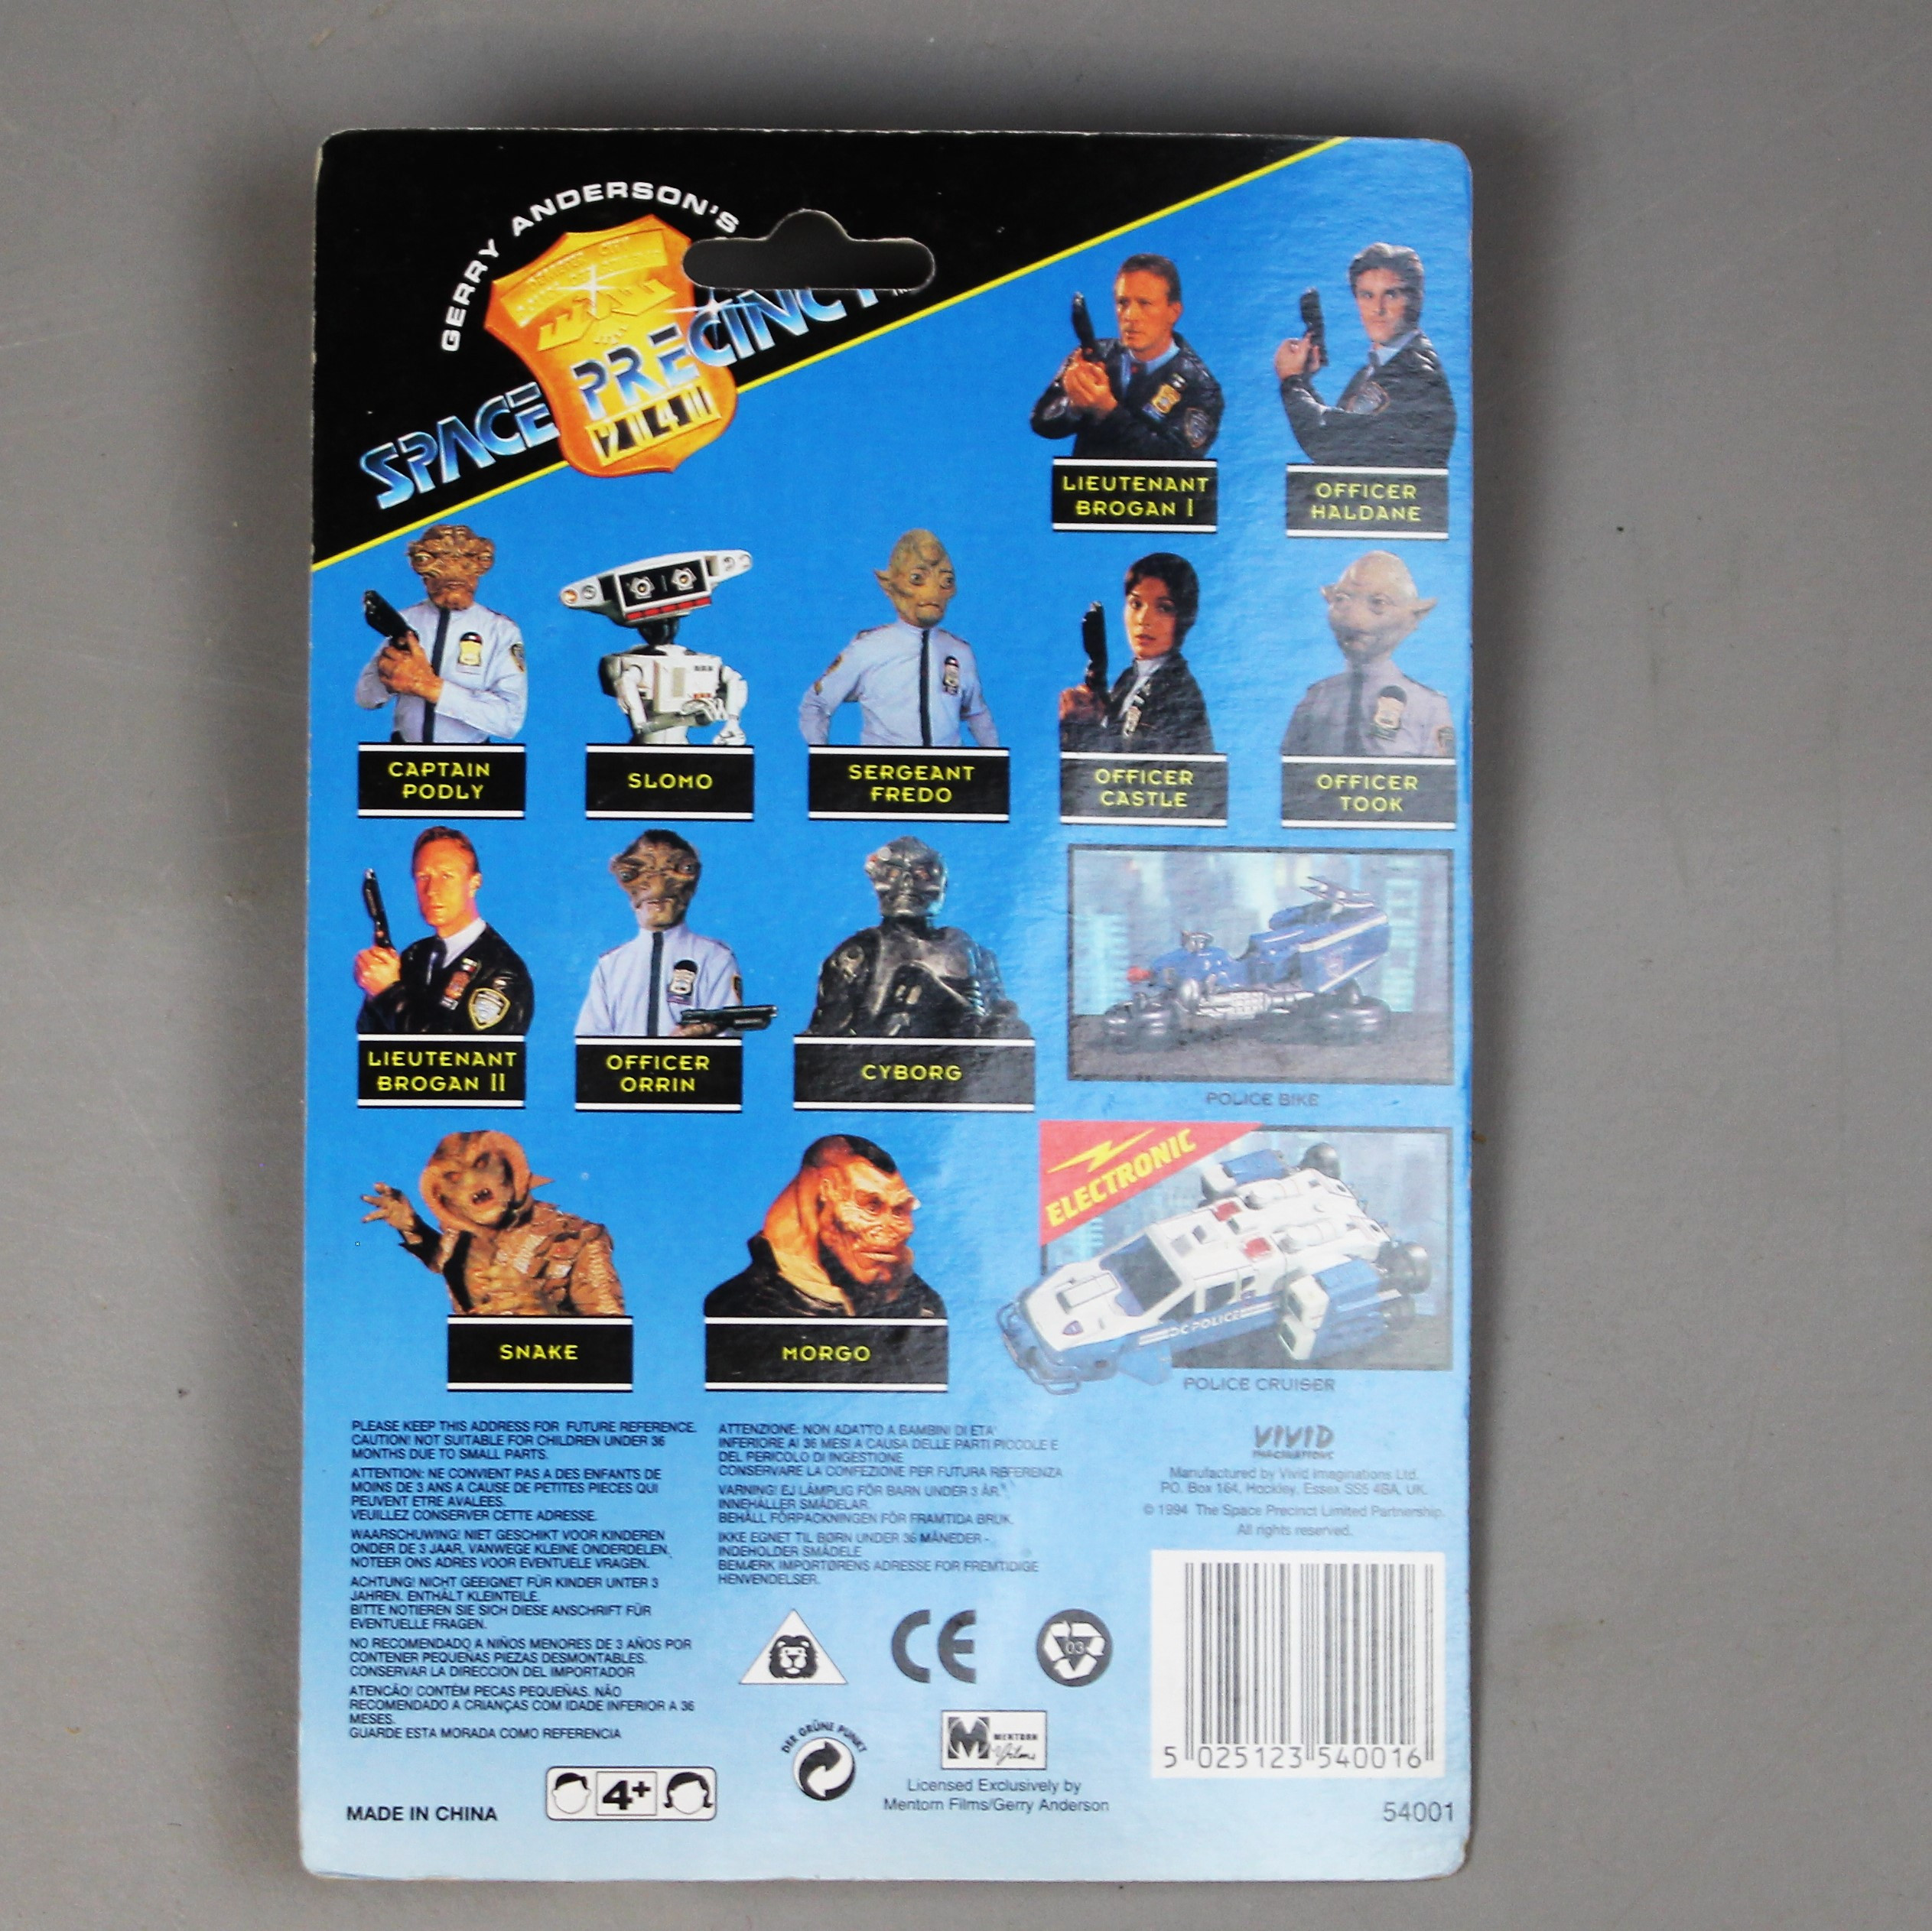 GERRY ANDERSON'S
SPACE PRECINCT
LIEUTENANT
BROGAN I
OFFICER
HALDANE
CAPTAIN
PODLY
SLOMO
SERGEANT
FREDO
OFFICER
CASTLE
OFFICER
TOOK
LIEUTENANT
BROGAN II
OFFICER
ORRIN
CYBORG
POLICE BIKE
SNAKE
MORGO
ELECTRONIC
DC POLICE
POLICE CRUISER
PLEASE KEEP THIS ADDRESS FOR FUTURE REFERENCE.
CAUTION! NOT SUITABLE FOR CHILDREN UNDER 36
MONTHS DUE TO SMALL PARTS.
ATTENTION: NE CONVIENT PAS A DES ENFANTS DE
MOINS DE 3 ANS A CAUSE DE PETITES PIECES QUI
PEUVENT ETRE AVALEES.
VEUILLEZ CONSERVER CETTE ADRESSE.
WAARSCHUWING! NIET GESCHIKT VOOR KINDEREN
ONDER DE 3 JAAR, VANWEGE KLEINE ONDERDELEN.
NOTEER ONS ADRES VOOR EVENTUELE VRAGEN.
ACHTUNG! NICHT GEEIGNET FÜR KINDER UNTER 3
JAHREN. ENTHÄLT KLEINTEILE.
BITTE NOTIEREN SIE SICH DIESE ANSCHRIFT FÜR
EVENTUELLE FRAGEN.
NO RECOMENDADO A NIÑOS MENORES DE 3 AÑOS POR
CONTENER PEQUEÑAS PIEZAS DESMONTABLES.
CONSERVAR LA DIRECCION DEL IMPORTADOR
ATENCÃO! CONTÉM PECAS PEQUEÑAS. NÃO
RECOMENDADO A CRIANÇAS COM IDADE INFERIOR A 36
MESES.
GUARDE ESTA MORADA COMO REFERENCIA
MADE IN CHINA
4+
ATTENZIONE: NON ADATTO A BAMBINI DI ETA'
INFERIORE AI 36 MESI A CAUSA DELLE PARTI PICCOLE E
DEL PERICOLO DI INGESTIONE
CONSERVARE LA CONFEZIONE PER FUTURA REFERENZA
VARNING! EJ LÄMPLIG FÖR BARN UNDER 3 ÅR.
INNEHÅLLER SMÅDELAR.
BEHÅLL FÖRPACKNINGEN FÖR FRAMTIDA BRUK.
IKKE EGNET TIL BØRN UNDER 36 MÅNEDER -
INDEHOLDER SMÅDELE
BEMÆRK IMPORTØRENS ADRESSE FOR FREMTIDIGE
HENVENDELSER.
CE
03
DER GRÜNE PUNKT
M MENTORN
Films
Licensed Exclusively by
Mentorn Films/Gerry Anderson
VIVID
IMAGINATIONS
Manufactured by Vivid Imaginations Ltd.
P.O. Box 164, Hockley, Essex SS5 4BA, UK.
© 1994 The Space Precinct Limited Partnership.
All rights reserved.
5 025123 540016
54001